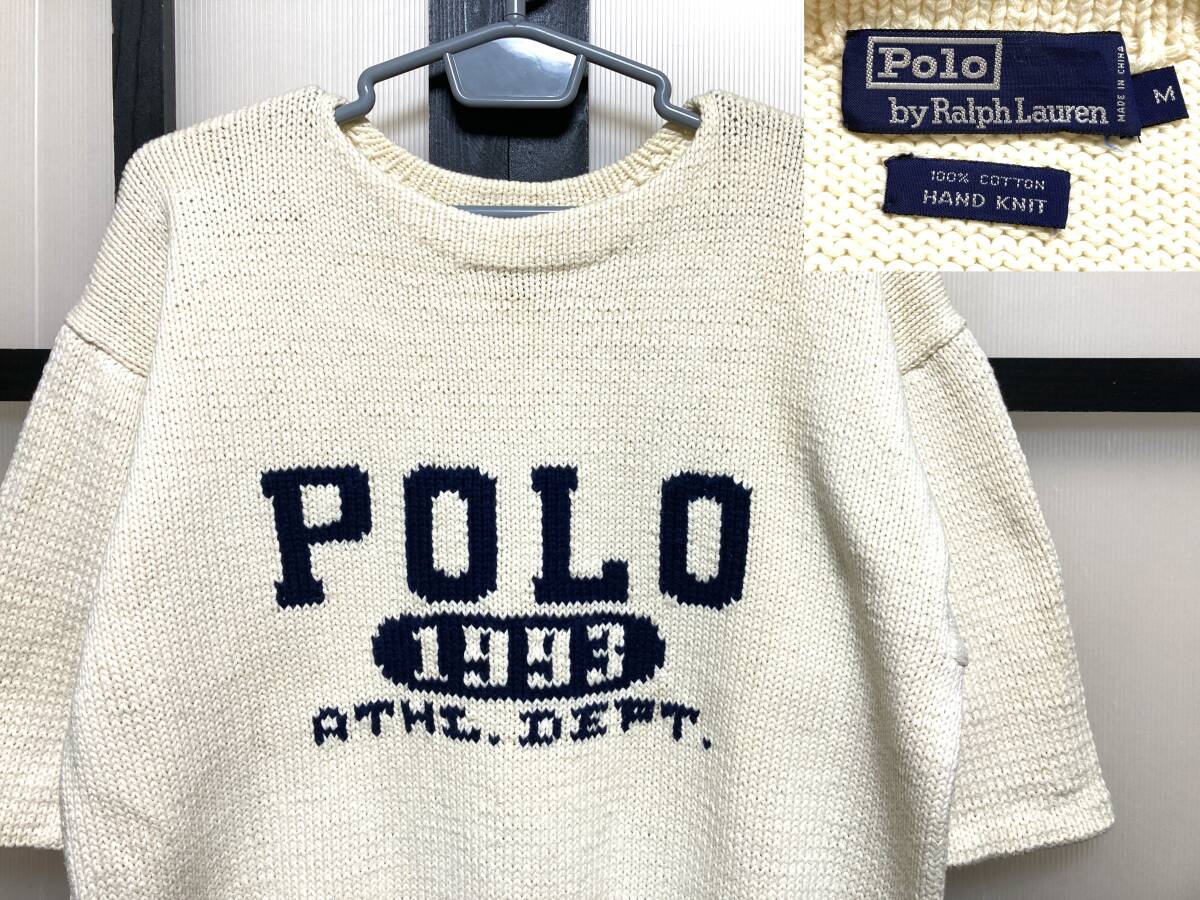 Polo
by Ralph Lauren
MADE IN CHINA
M
100% COTTON
HAND KNIT
POLO
1993
ATHL. DEPT.